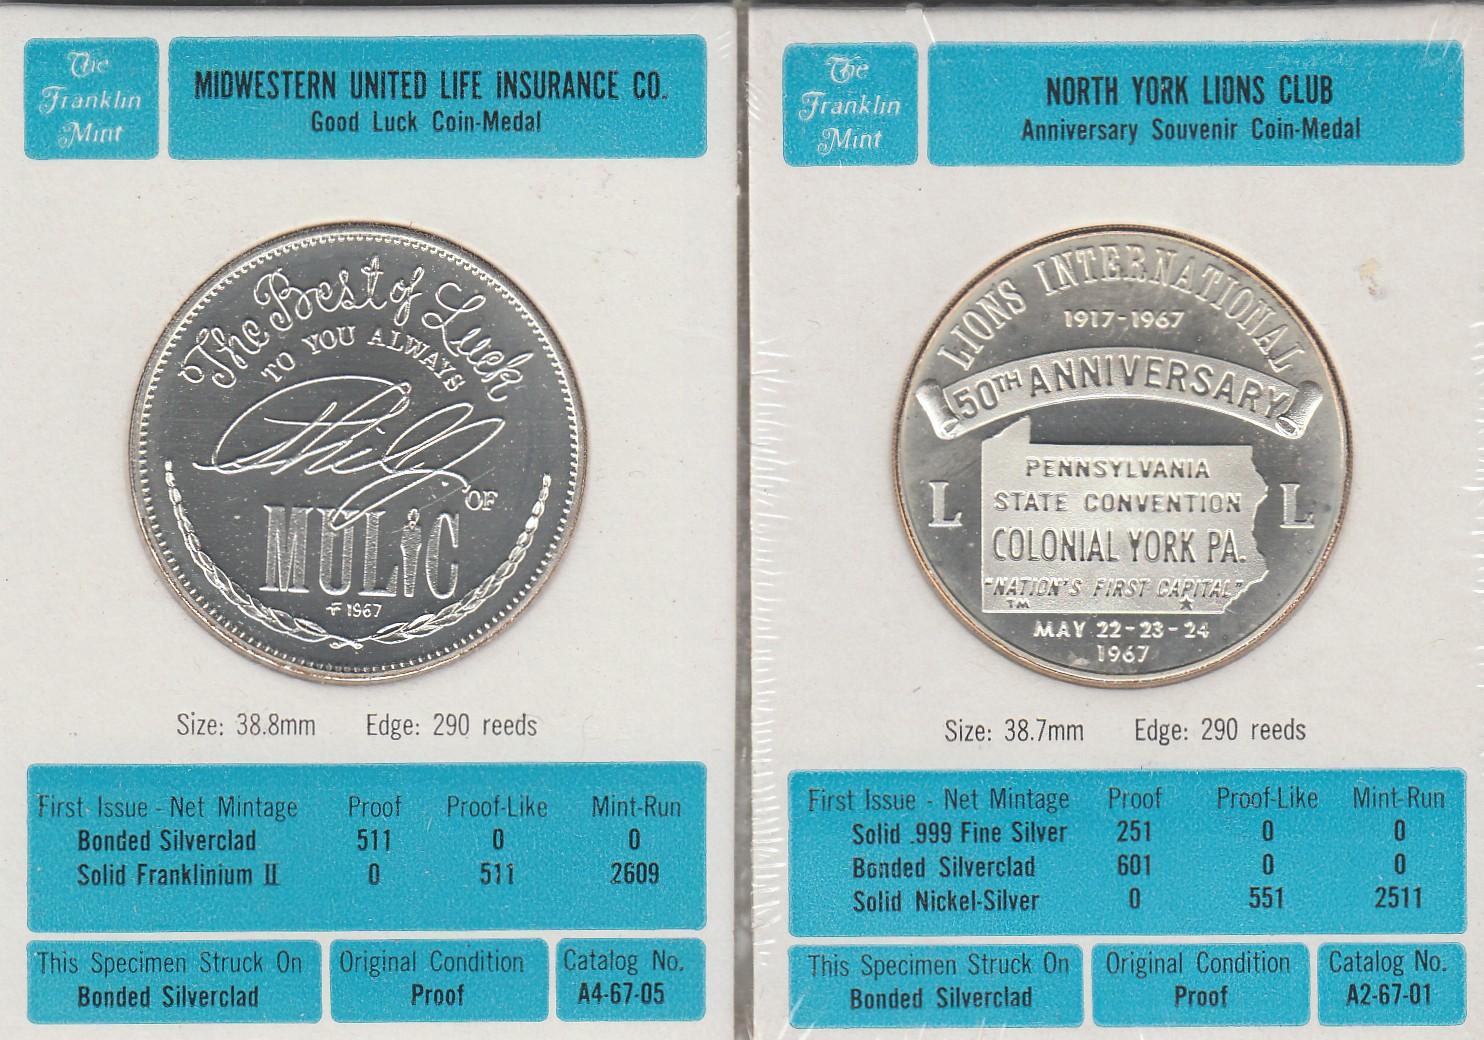 The
Franklin
Mint
MIDWESTERN UNITED LIFE INSURANCE CO.
Good Luck Coin-Medal
The Best of Luck
TO YOU ALWAYS
Philly
OF
MULiC
1967
Size: 38.8mm Edge: 290 reeds
First Issue - Net Mintage Proof Proof-Like Mint-Run
Bonded Silverclad 511 0 0
Solid Franklinium II 0 511 2609
This Specimen Struck On
Bonded Silverclad
Original Condition
Proof
Catalog No.
A4-67-05
The
Franklin
Mint
NORTH YORK LIONS CLUB
Anniversary Souvenir Coin-Medal
LIONS INTERNATIONAL
1917-1967
50TH ANNIVERSARY
PENNSYLVANIA
STATE CONVENTION
L COLONIAL YORK PA. L
"NATION'S FIRST CAPITAL"
TM
MAY 22-23-24
1967
Size: 38.7mm Edge: 290 reeds
First Issue - Net Mintage Proof Proof-Like Mint-Run
Solid .999 Fine Silver 251 0 0
Bonded Silverclad 601 0 0
Solid Nickel-Silver 0 551 2511
This Specimen Struck On
Bonded Silverclad
Original Condition
Proof
Catalog No.
A2-67-01